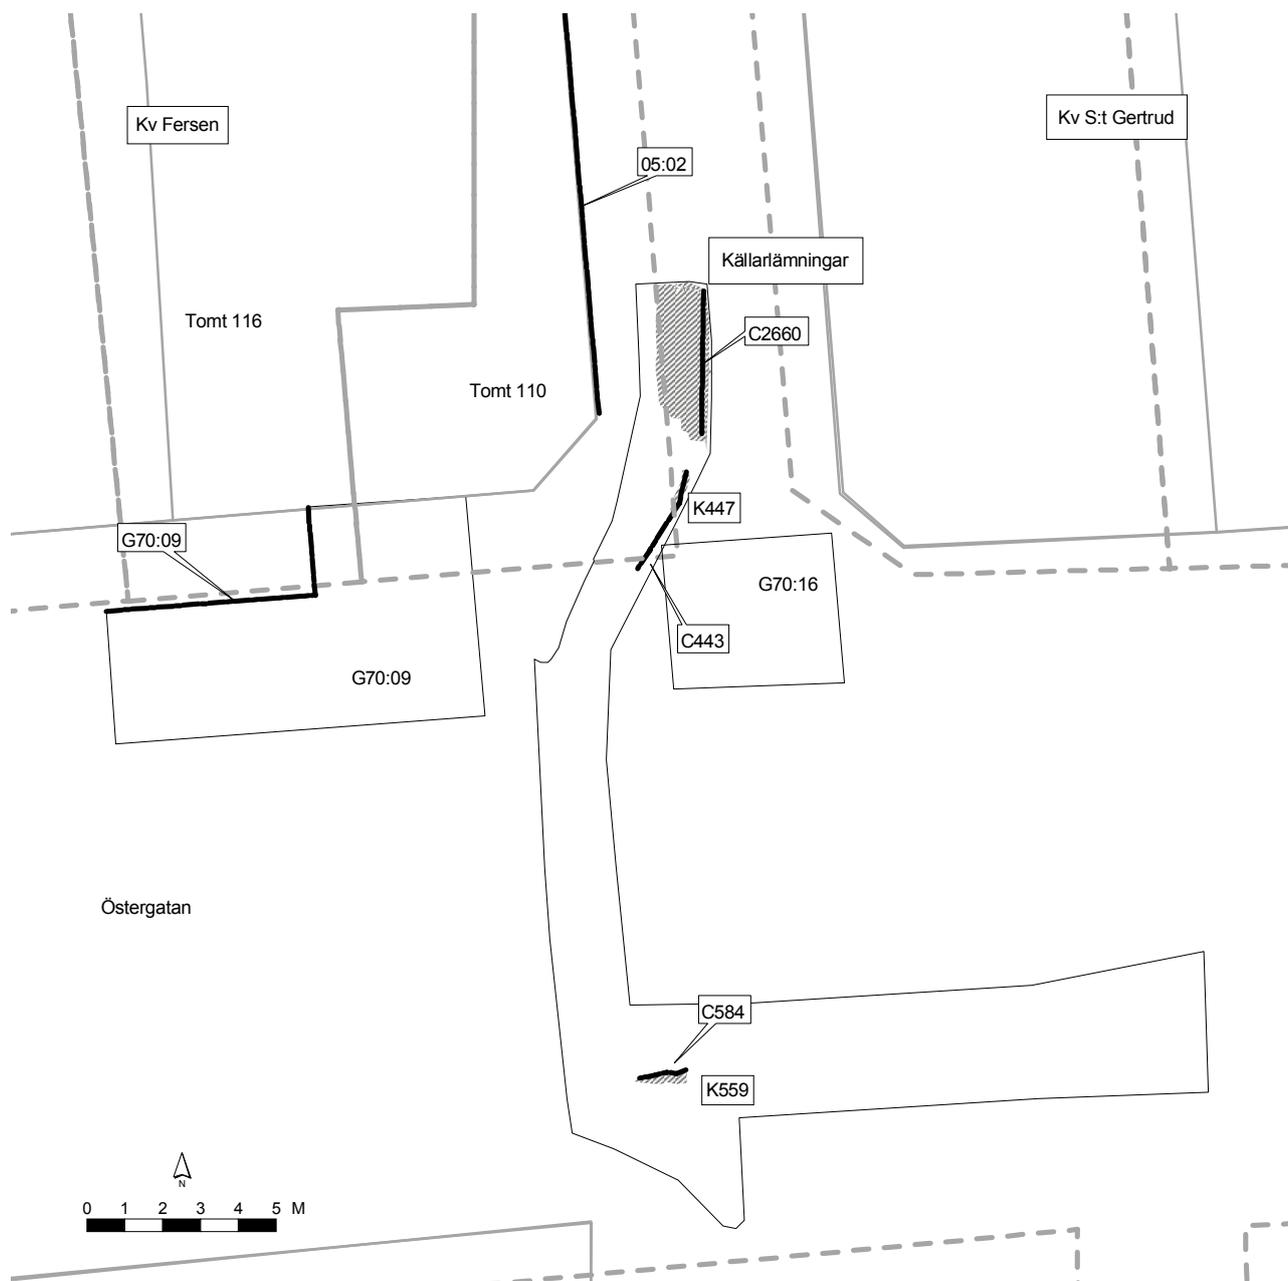 Kv Fersen
Kv S:t Gertrud
05:02
Källarlämningar
Tomt 116
C2660
Tomt 110
K447
G70:09
G70:16
C443
G70:09
Östergatan
C584
K559
N
0 1 2 3 4 5 M